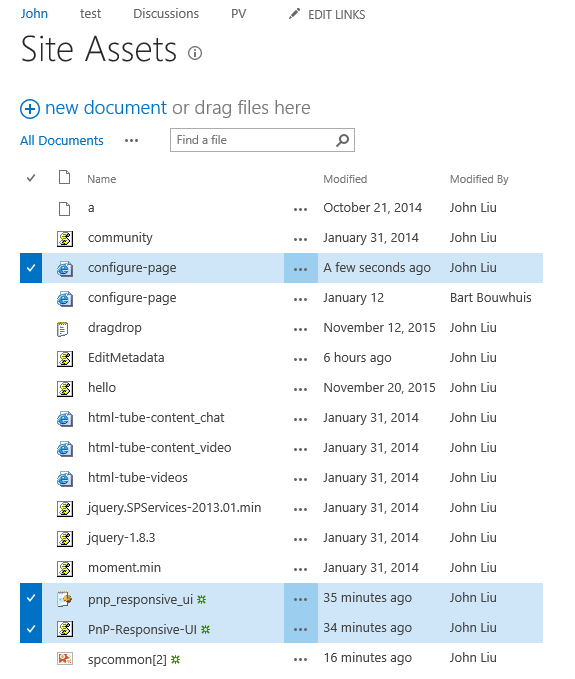 John test Discussions PV EDIT LINKS
Site Assets
new document or drag files here
All Documents ... Find a file
Name Modified Modified By
a ... October 21, 2014 John Liu
community ... January 31, 2014 John Liu
configure-page ... A few seconds ago John Liu
configure-page ... January 12 Bart Bouwhuis
dragdrop ... November 12, 2015 John Liu
EditMetadata ... 6 hours ago John Liu
hello ... November 20, 2015 John Liu
html-tube-content_chat ... January 31, 2014 John Liu
html-tube-content_video ... January 31, 2014 John Liu
html-tube-videos ... January 31, 2014 John Liu
jquery.SPServices-2013.01.min ... January 31, 2014 John Liu
jquery-1.8.3 ... January 31, 2014 John Liu
moment.min ... January 31, 2014 John Liu
pnp_responsive_ui ... 35 minutes ago John Liu
PnP-Responsive-UI ... 34 minutes ago John Liu
spcommon[2] ... 16 minutes ago John Liu